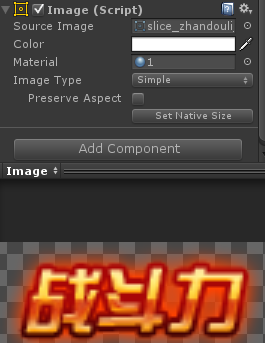 Image (Script)
Source Image slice_zhandouli_
Color
Material 1
Image Type Simple
Preserve Aspect
Set Native Size
Add Component
Image
战斗力